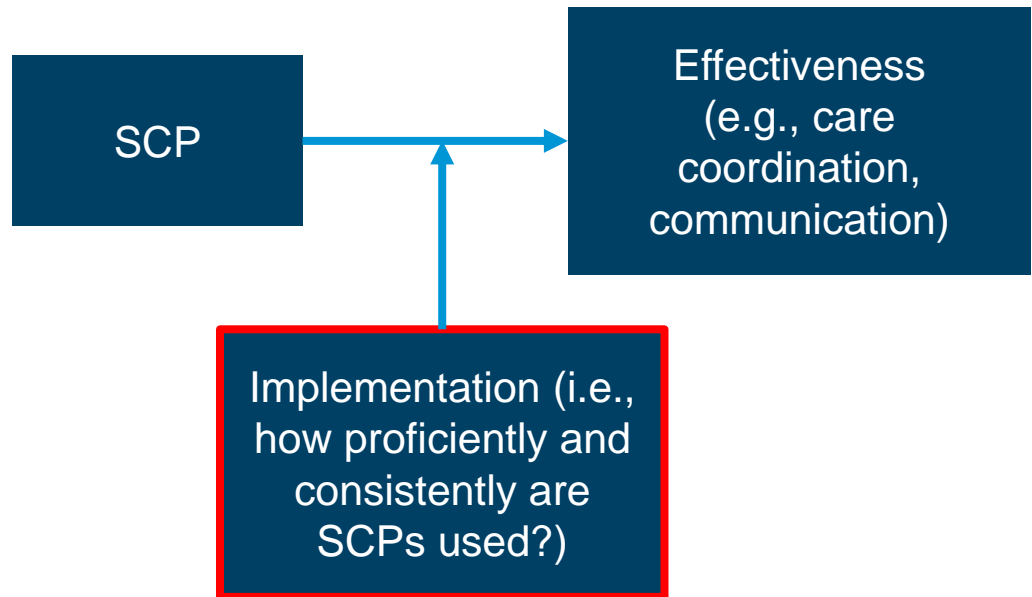 SCP
Effectiveness
(e.g., care
coordination,
communication)
Implementation (i.e.,
how proficiently and
consistently are
SCPs used?)